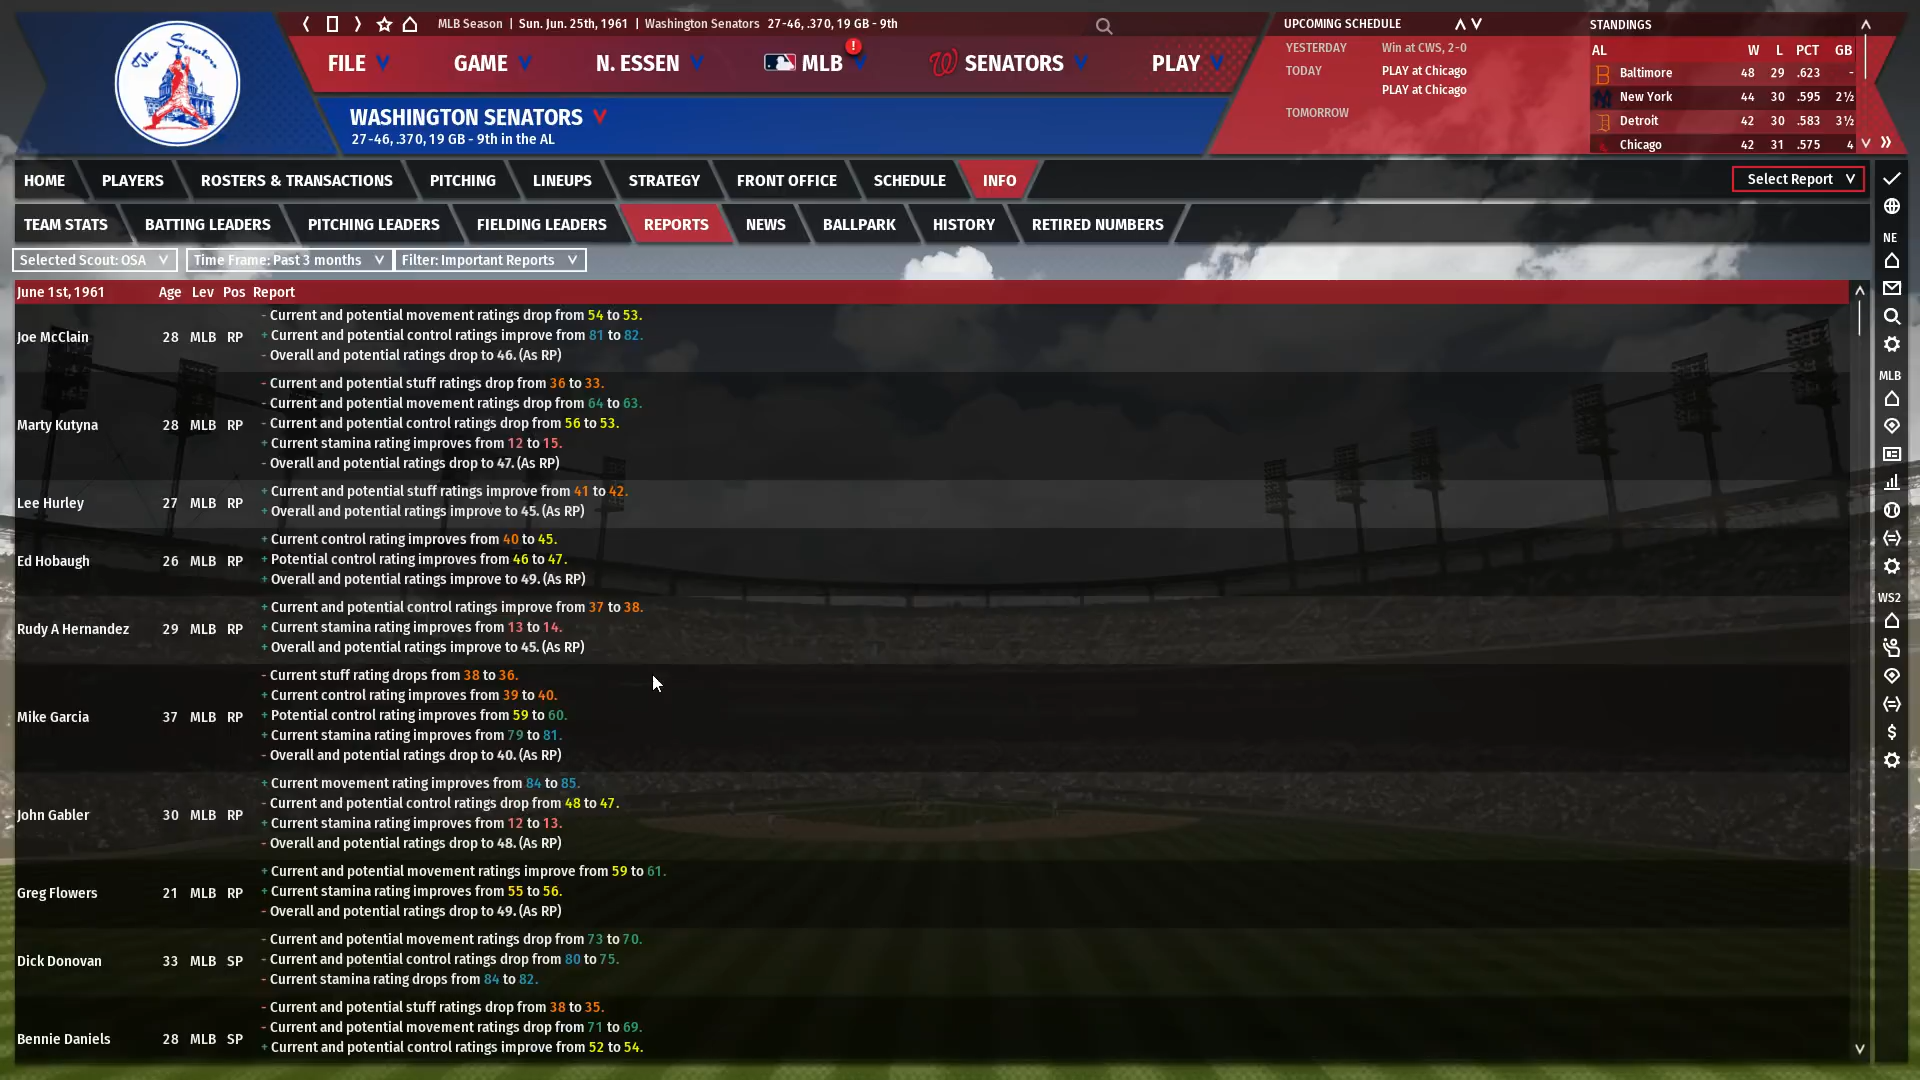 The Senators
MLB Season | Sun. Jun. 25th, 1961 | Washington Senators 27-46, .370, 19 GB - 9th
FILE GAME N. ESSEN MLB ! SENATORS PLAY
WASHINGTON SENATORS
27-46, .370, 19 GB - 9th in the AL
UPCOMING SCHEDULE
YESTERDAY Win at CWS, 2-0
TODAY PLAY at Chicago
PLAY at Chicago
TOMORROW
STANDINGS
AL W L PCT GB
Baltimore 48 29 .623 -
New York 44 30 .595 2½
Detroit 42 30 .583 3½
Chicago 42 31 .575 4
HOME PLAYERS ROSTERS & TRANSACTIONS PITCHING LINEUPS STRATEGY FRONT OFFICE SCHEDULE INFO
Select Report
TEAM STATS BATTING LEADERS PITCHING LEADERS FIELDING LEADERS REPORTS NEWS BALLPARK HISTORY RETIRED NUMBERS
Selected Scout: OSA Time Frame: Past 3 months Filter: Important Reports
June 1st, 1961 Age Lev Pos Report
Joe McClain 28 MLB RP
- Current and potential movement ratings drop from 54 to 53.
+ Current and potential control ratings improve from 81 to 82.
- Overall and potential ratings drop to 46. (As RP)
Marty Kutyna 28 MLB RP
- Current and potential stuff ratings drop from 36 to 33.
- Current and potential movement ratings drop from 64 to 63.
- Current and potential control ratings drop from 56 to 53.
+ Current stamina rating improves from 12 to 15.
- Overall and potential ratings drop to 47. (As RP)
Lee Hurley 27 MLB RP
+ Current and potential stuff ratings improve from 41 to 42.
+ Overall and potential ratings improve to 45. (As RP)
Ed Hobaugh 26 MLB RP
+ Current control rating improves from 40 to 45.
+ Potential control rating improves from 46 to 47.
+ Overall and potential ratings improve to 49. (As RP)
Rudy A Hernandez 29 MLB RP
+ Current and potential control ratings improve from 37 to 38.
+ Current stamina rating improves from 13 to 14.
+ Overall and potential ratings improve to 45. (As RP)
Mike Garcia 37 MLB RP
- Current stuff rating drops from 38 to 36.
+ Current control rating improves from 39 to 40.
+ Potential control rating improves from 59 to 60.
+ Current stamina rating improves from 79 to 81.
- Overall and potential ratings drop to 40. (As RP)
John Gabler 30 MLB RP
+ Current movement rating improves from 84 to 85.
- Current and potential control ratings drop from 48 to 47.
+ Current stamina rating improves from 12 to 13.
- Overall and potential ratings drop to 48. (As RP)
Greg Flowers 21 MLB RP
+ Current and potential movement ratings improve from 59 to 61.
+ Current stamina rating improves from 55 to 56.
- Overall and potential ratings drop to 49. (As RP)
Dick Donovan 33 MLB SP
- Current and potential movement ratings drop from 73 to 70.
- Current and potential control ratings drop from 80 to 75.
- Current stamina rating drops from 84 to 82.
Bennie Daniels 28 MLB SP
- Current and potential stuff ratings drop from 38 to 35.
- Current and potential movement ratings drop from 71 to 69.
+ Current and potential control ratings improve from 52 to 54.
NE
MLB
WS2
$